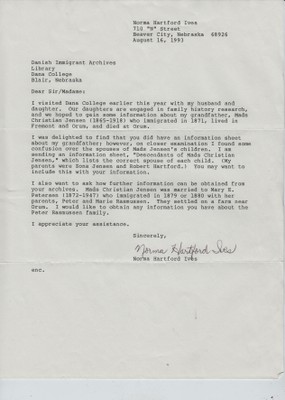 Norma Hartford Ives
710 "N" Street
Beaver City, Nebraska 68926
August 16, 1993
Danish Immigrant Archives
Library
Dana College
Blair, Nebraska
Dear Sir/Madame:
I visited Dana College earlier this year with my husband and
daughter. Our daughters are engaged in family history research,
and we hoped to gain some information about my grandfather, Mads
Christian Jensen (1865-1918) who immigrated in 1871, lived in
Fremont and Orum, and died at Orum.
I was delighted to find that you did have an information sheet
about my grandfather; however, on closer examination I found some
confusion over the spouses of Mads Jensen's children. I am
sending an information sheet, "Descendants of Mads Christian
Jensen," which lists the correct spouse of each child. (My
parents were Dona Jensen and Robert Hartford.) You may want to
include this with your information.
I also want to ask how further information can be obtained from
your archives. Mads Christian Jensen was married to Mary K.
Petersen (1872-1947) who immigrated in 1879 or 1880 with her
parents, Peter and Marie Rasmussen. They settled on a farm near
Orum. I would like to obtain any information you have about the
Peter Rasmussen family.
I appreciate your assistance.
Sincerely,
Norma Hartford Ives
Norma Hartford Ives
enc.